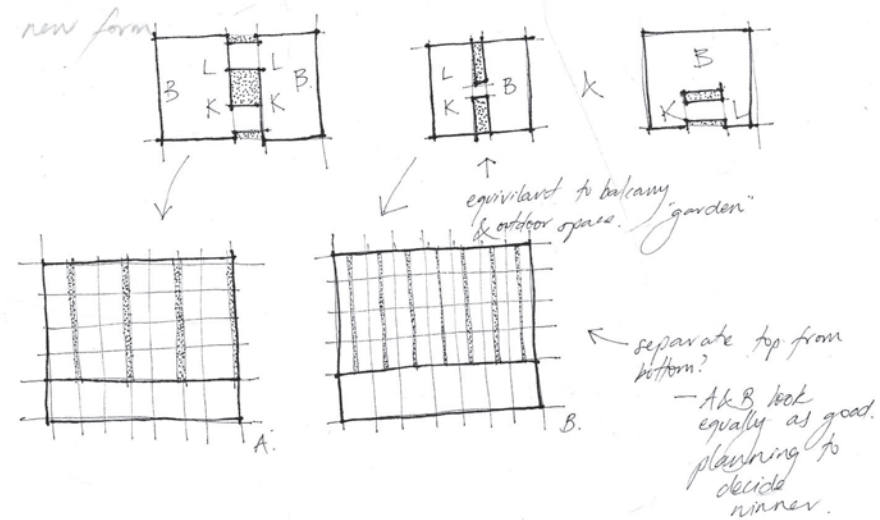 new form
B
L
K
L
K
B
L
K
B
&
B
K
L
equivilant to balcany
& outdoor space. "garden"
A.
B.
separate top from
bottom?
- A&B look
equally as good.
planning to
decide
winner.